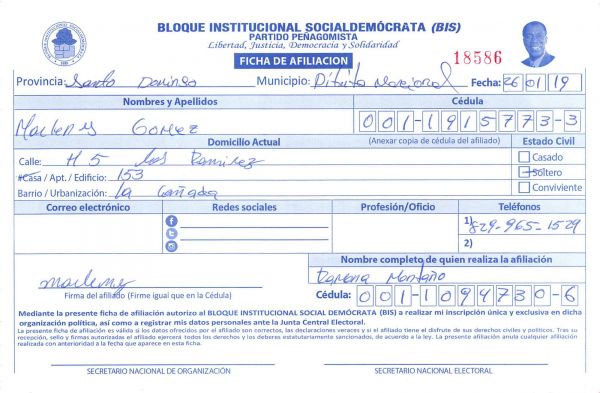 BLOQUE INSTITUCIONAL SOCIALDEMÓCRATA (BIS)
PARTIDO PEÑAGOMISTA
Libertad, Justicia, Democracia y Solidaridad
FICHA DE AFILIACION
18586
Provincia: Santo Domingo Municipio: Ditrito Nacional Fecha: 26 01 19
Nombres y Apellidos Cédula
Marlenys Gomez 001-1915773-3
Domicilio Actual (Anexar copia de cédula del afiliado) Estado Civil
Calle: H 5 los Ramirez Casado
Casa / Apt. / Edificio: 153 Soltero
Barrio / Urbanización: la Cañada Conviviente
Correo electrónico Redes sociales Profesión/Oficio Teléfonos
1) 829-965-1529
2)
Nombre completo de quien realiza la afiliación
marleny Ramona Montaño
Firma del afiliado (Firme igual que en la Cédula) Cédula: 001-1094730-6
Mediante la presente ficha de afiliación autorizo al BLOQUE INSTITUCIONAL SOCIAL DEMÓCRATA (BIS) a realizar mi inscripción única y exclusiva en dicha
organización política, así como a registrar mis datos personales ante la Junta Central Electoral.
La presente ficha de afiliación es válida si los datos ofrecidos por el afiliado son correctos, las declaraciones veraces y si el afiliado tiene el disfrute de sus derechos civiles y políticos. Tras su
recepción, sello y firmas autorizadas el afiliado ejercerá todos los derechos y los deberes estatutariamente sancionados, de acuerdo a la ley. La presente afiliación anula cualquier afiliación
realizada con anterioridad a la fecha que aparece en esta ficha.
SECRETARIO NACIONAL DE ORGANIZACIÓN SECRETARIO NACIONAL ELECTORAL